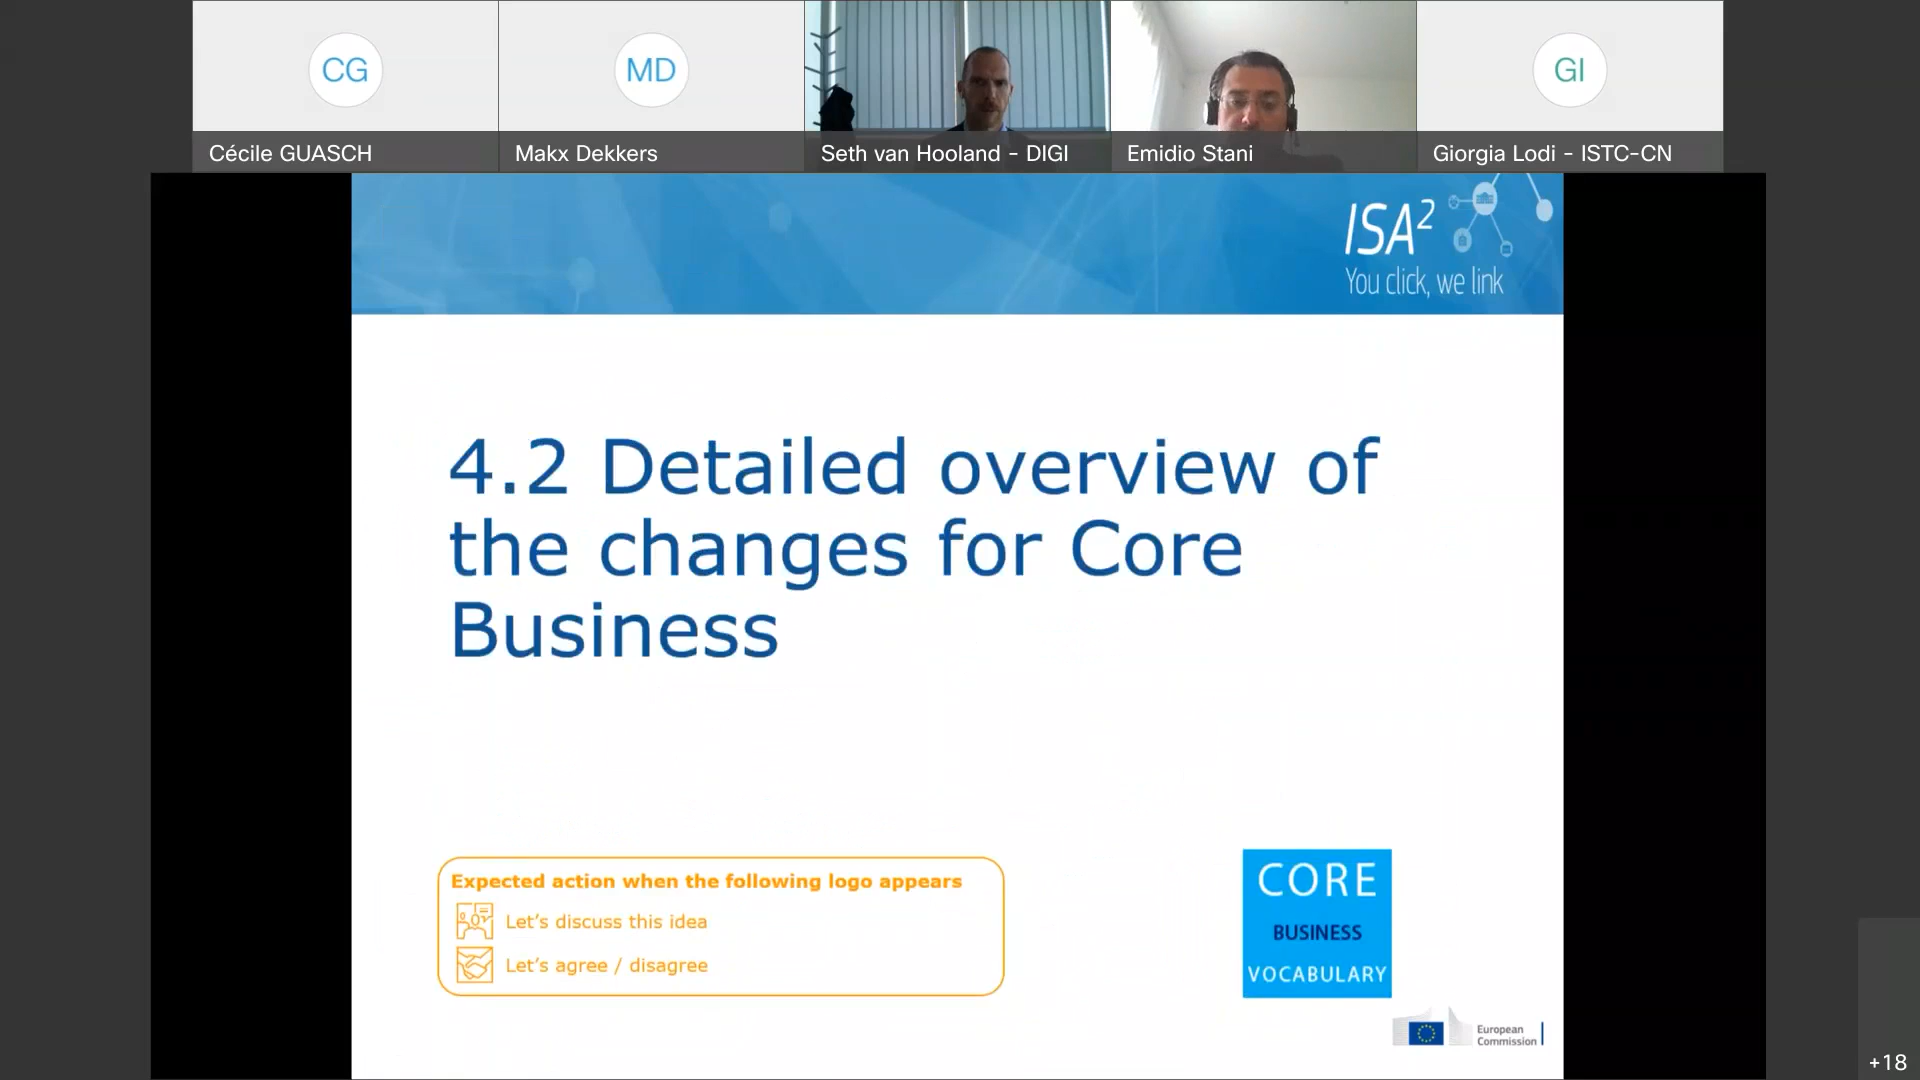 CG
MD
GI
Cécile GUASCH
Makx Dekkers
Seth van Hooland - DIGI
Emidio Stani
Giorgia Lodi - ISTC-CN
ISA²
You click, we link
4.2 Detailed overview of
the changes for Core
Business
Expected action when the following logo appears
Let's discuss this idea
Let's agree / disagree
CORE
BUSINESS
VOCABULARY
European
Commission
+18